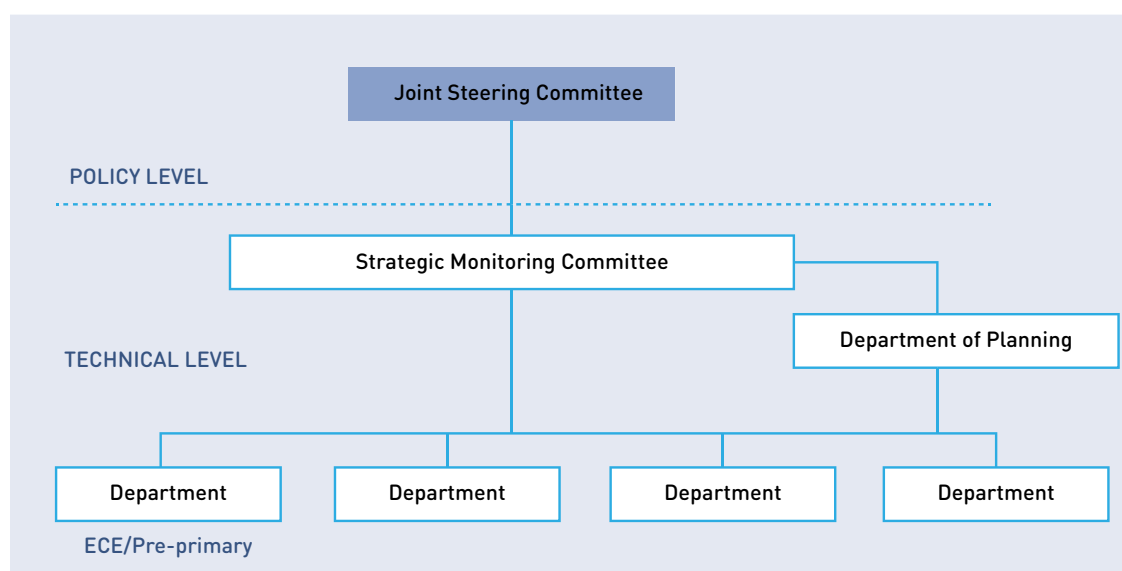 Joint Steering Committee
POLICY LEVEL
Strategic Monitoring Committee
Department of Planning
TECHNICAL LEVEL
Department
Department
Department
Department
ECE/Pre-primary